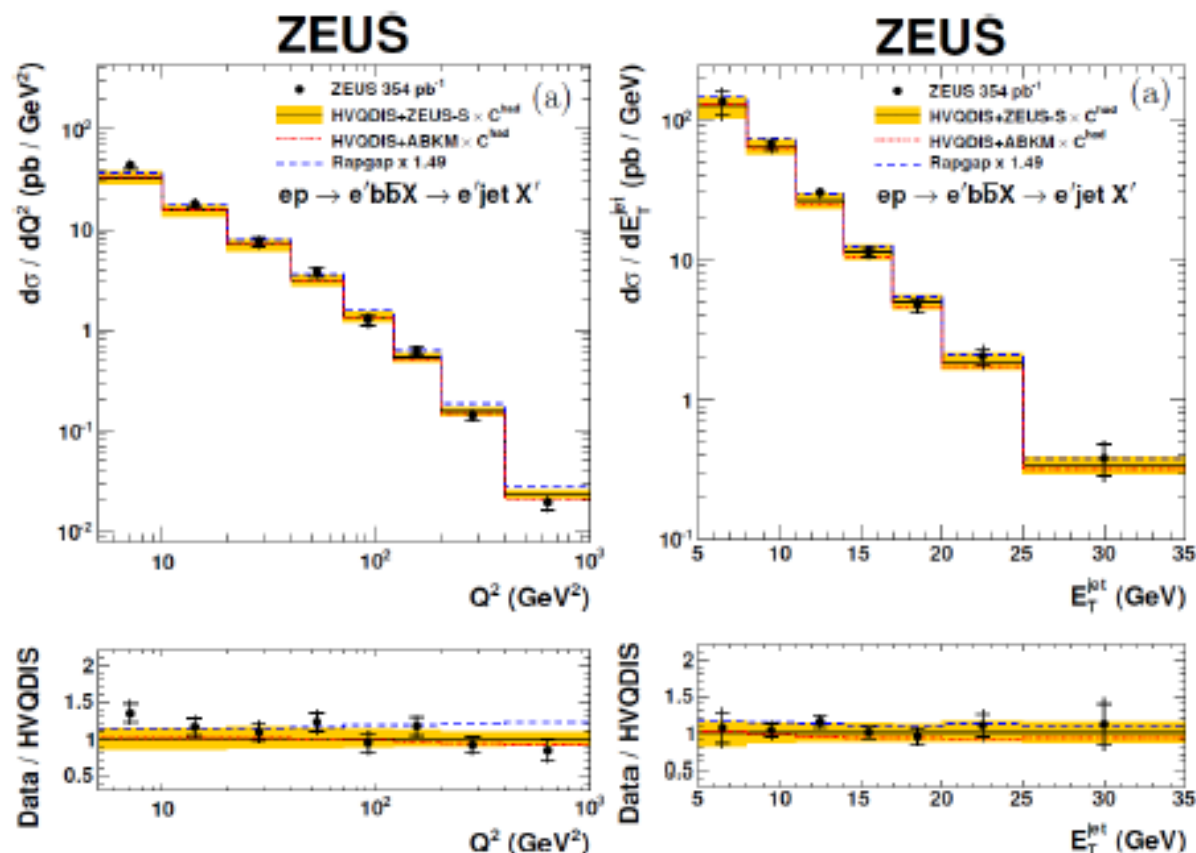 ZEUS
dσ / dQ² (pb / GeV²)
10²
10
1
10⁻¹
10⁻²
ZEUS 354 pb⁻¹
(a)
HVQDIS+ZEUS-S × C^had
HVQDIS+ABKM × C^had
Rapgap x 1.49
ep → e'bb̄X → e'jet X'
10
10²
10³
Q² (GeV²)
Data / HVQDIS
2
1.5
1
0.5
10
10²
10³
Q² (GeV²)
ZEUS
dσ / dE_T^jet (pb / GeV)
10²
10
1
10⁻¹
ZEUS 354 pb⁻¹
(a)
HVQDIS+ZEUS-S × C^had
HVQDIS+ABKM × C^had
Rapgap x 1.49
ep → e'bb̄X → e'jet X'
5 10 15 20 25 30 35
E_T^jet (GeV)
Data / HVQDIS
2
1.5
1
0.5
5 10 15 20 25 30 35
E_T^jet (GeV)